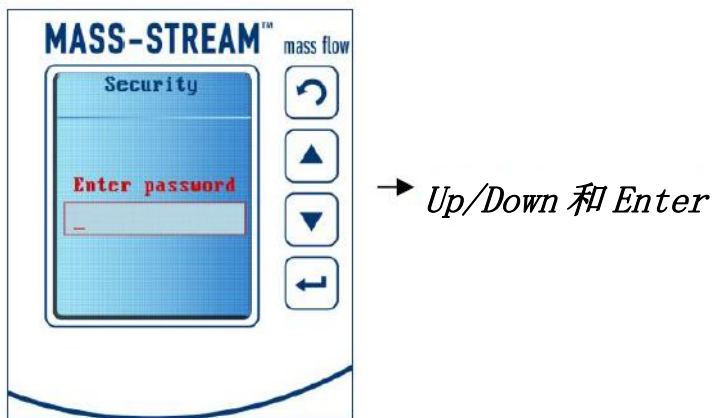 MASS-STREAM™ mass flow
Security
Enter password
_
→ Up/Down 和 Enter